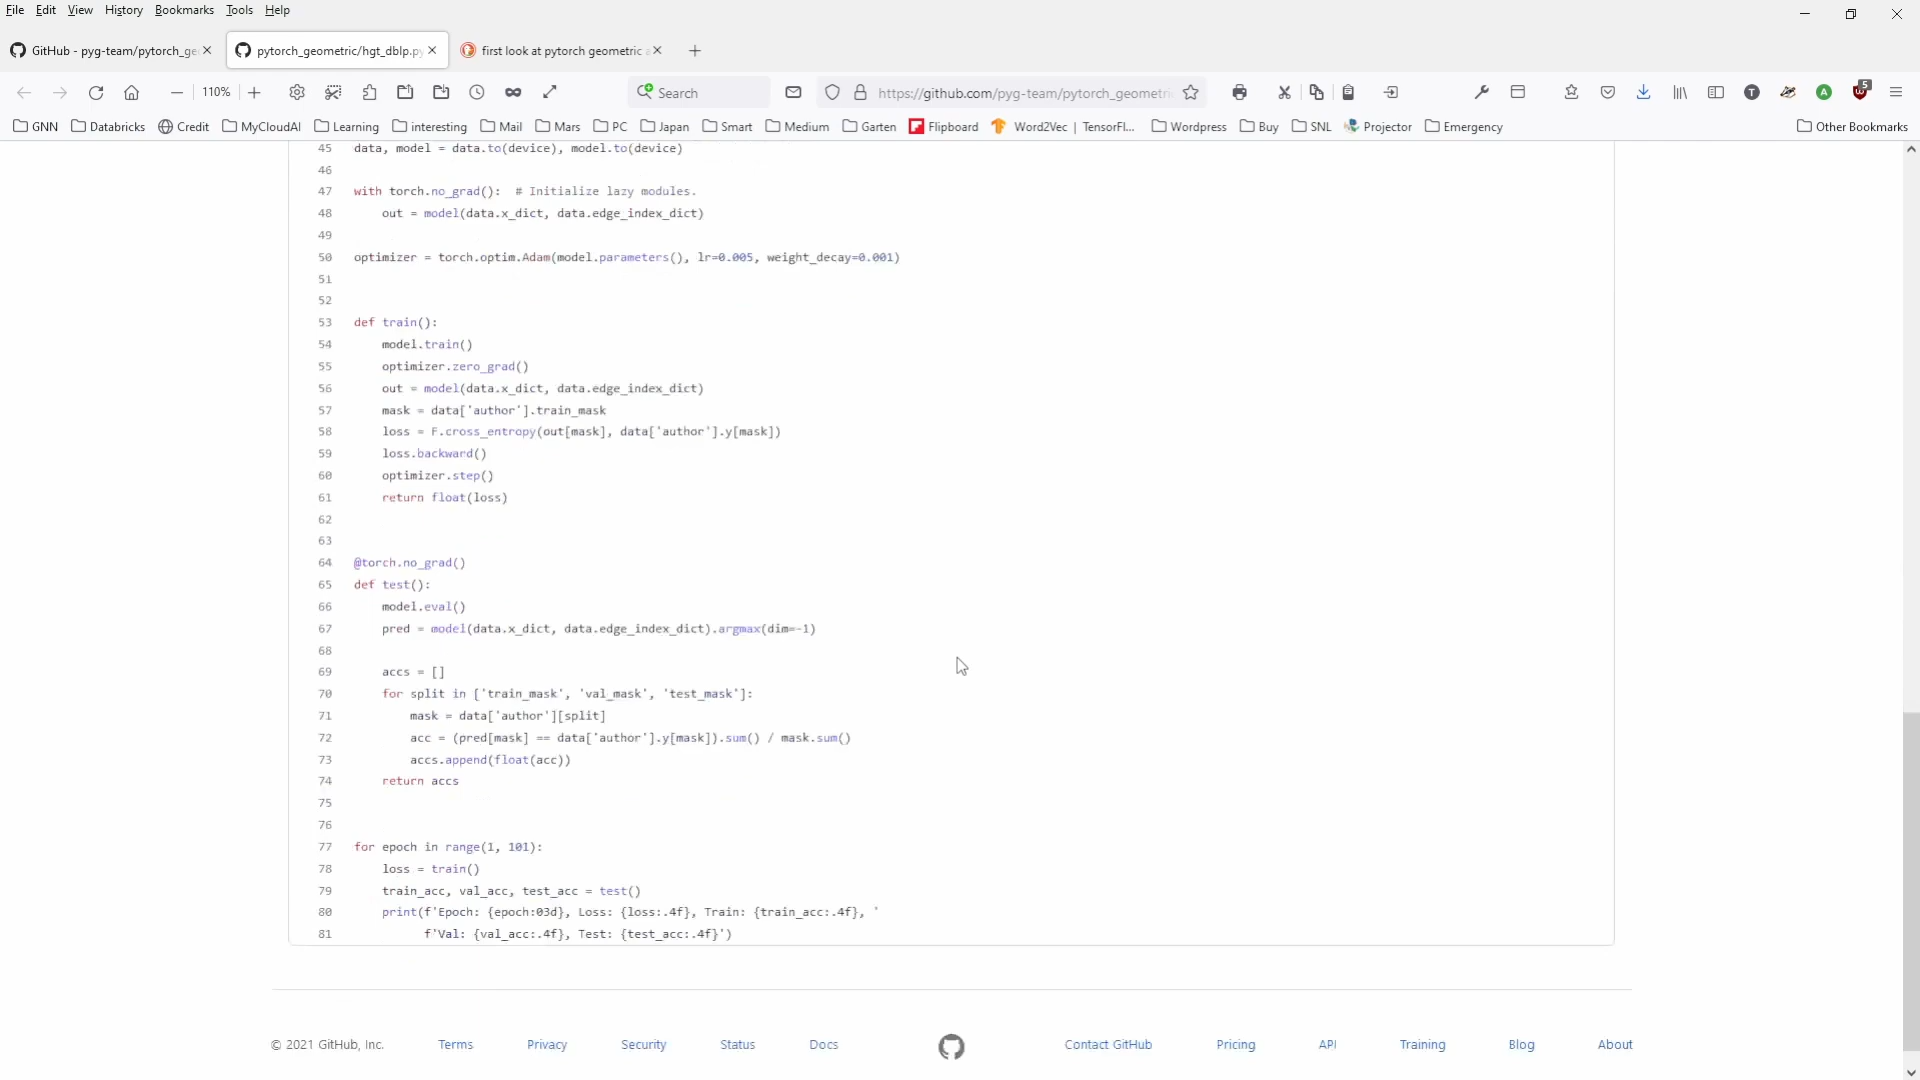 File Edit View History Bookmarks Tools Help
GitHub - pyg-team/pytorch_ge
pytorch_geometric/hgt_dblp.py
first look at pytorch geometric a
110%
Search
https://github.com/pyg-team/pytorch_geometri
T
A
5
GNN Databricks Credit MyCloudAI Learning interesting Mail Mars PC Japan Smart Medium Garten Flipboard Word2Vec | TensorFl... Wordpress Buy SNL Projector Emergency Other Bookmarks
45 data, model = data.to(device), model.to(device)
46
47 with torch.no_grad():  # Initialize lazy modules.
48     out = model(data.x_dict, data.edge_index_dict)
49
50 optimizer = torch.optim.Adam(model.parameters(), lr=0.005, weight_decay=0.001)
51
52
53 def train():
54     model.train()
55     optimizer.zero_grad()
56     out = model(data.x_dict, data.edge_index_dict)
57     mask = data['author'].train_mask
58     loss = F.cross_entropy(out[mask], data['author'].y[mask])
59     loss.backward()
60     optimizer.step()
61     return float(loss)
62
63
64 @torch.no_grad()
65 def test():
66     model.eval()
67     pred = model(data.x_dict, data.edge_index_dict).argmax(dim=-1)
68
69     accs = []
70     for split in ['train_mask', 'val_mask', 'test_mask']:
71         mask = data['author'][split]
72         acc = (pred[mask] == data['author'].y[mask]).sum() / mask.sum()
73         accs.append(float(acc))
74     return accs
75
76
77 for epoch in range(1, 101):
78     loss = train()
79     train_acc, val_acc, test_acc = test()
80     print(f'Epoch: {epoch:03d}, Loss: {loss:.4f}, Train: {train_acc:.4f}, '
81           f'Val: {val_acc:.4f}, Test: {test_acc:.4f}')
© 2021 GitHub, Inc. Terms Privacy Security Status Docs Contact GitHub Pricing API Training Blog About